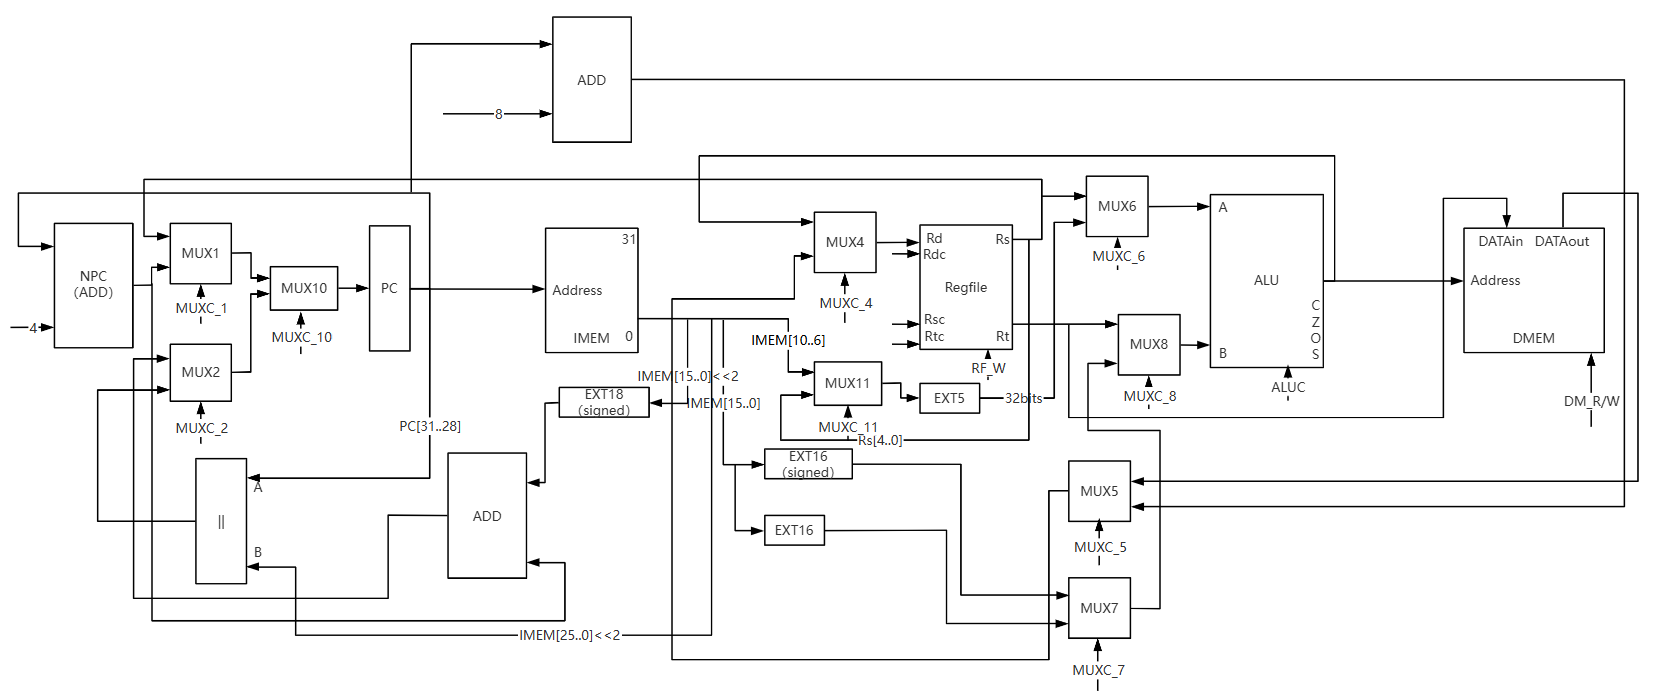 ADD
8
NPC
(ADD)
4
MUX1
MUXC_1
MUX10
MUXC_10
MUX2
MUXC_2
PC
31
Address
IMEM
0
MUX4
MUXC_4
Rd
Rdc
Rs
Regfile
Rsc
Rtc
Rt
RF_W
MUX6
MUXC_6
A
ALU
B
C
Z
O
S
ALUC
MUX8
MUXC_8
DATAin
DATAout
Address
DMEM
DM_R/W
IMEM[10..6]
IMEM[15..0]<<2
IMEM[15..0]
EXT18
(signed)
MUX11
MUXC_11
EXT5
32bits
Rs[4..0]
PC[31..28]
A
||
B
ADD
EXT16
(signed)
EXT16
MUX5
MUXC_5
MUX7
MUXC_7
IMEM[25..0]<<2